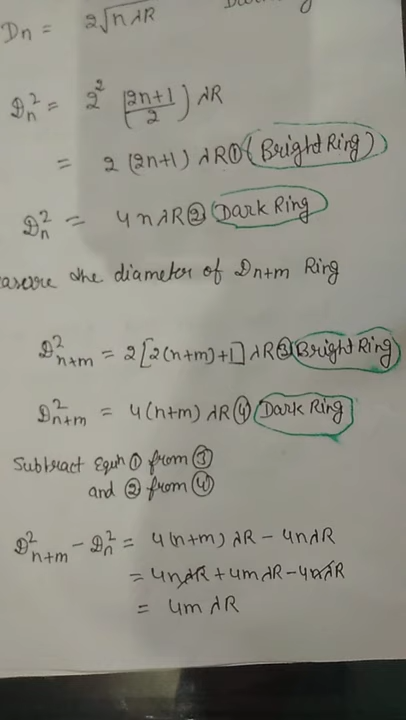 Dn = 2√nλR
Dn² = 2² (2n+1/2) λR
= 2 (2n+1) λR ① (Bright Ring)
Dn² = 4nλR ② Dark Ring
the diameter of Dn+m Ring
D²n+m = 2[2(n+m)+1] λR ③ Bright Ring
D²n+m = 4(n+m) λR ④ Dark Ring
Subtract Equn ① from ③
and ② from ④
D²n+m - Dn² = 4(n+m) λR - 4nλR
= 4nλR + 4mλR - 4nλR
= 4mλR